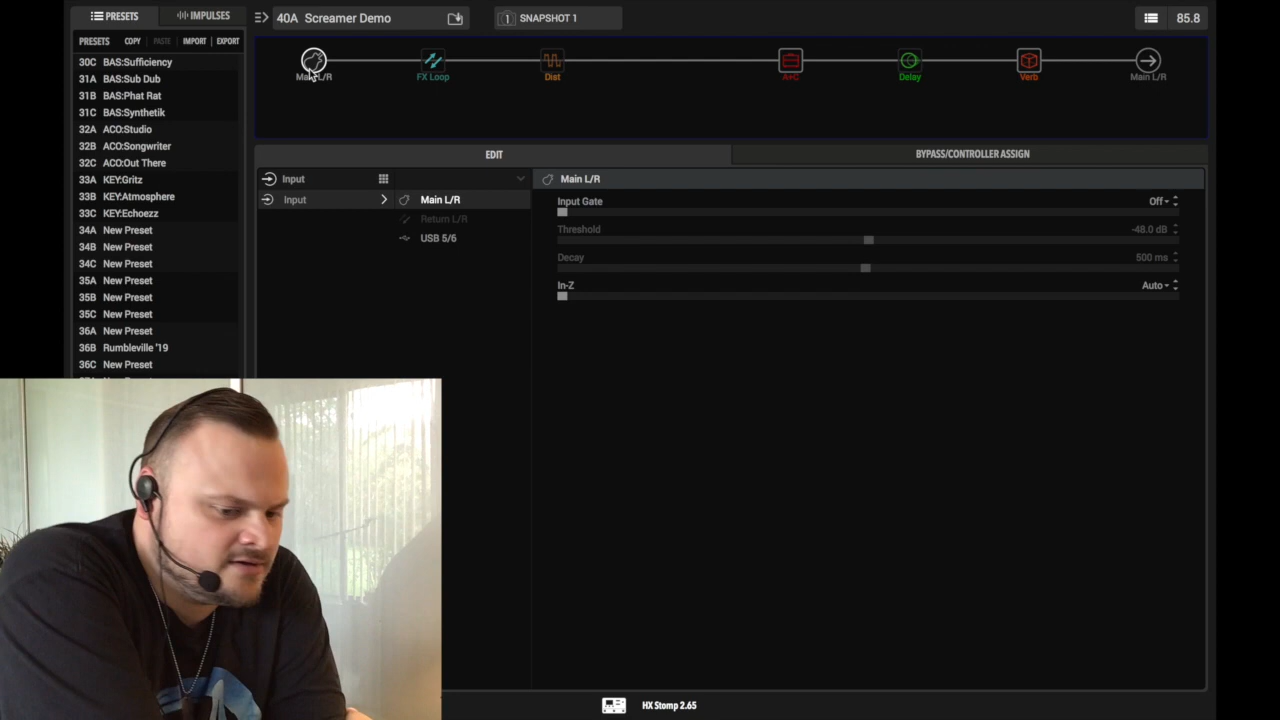 PRESETS
IMPULSES
40A Screamer Demo
1 SNAPSHOT 1
85.8
PRESETS COPY PASTE IMPORT EXPORT
30C BAS:Sufficiency
31A BAS:Sub Dub
31B BAS:Phat Rat
31C BAS:Synthetik
32A ACO:Studio
32B ACO:Songwriter
32C ACO:Out There
33A KEY:Gritz
33B KEY:Atmosphere
33C KEY:Echoezz
34A New Preset
34B New Preset
34C New Preset
35A New Preset
35B New Preset
35C New Preset
36A New Preset
36B Rumbleville '19
36C New Preset
Main L/R
FX Loop
Dist
A+C
Delay
Verb
Main L/R
EDIT
BYPASS/CONTROLLER ASSIGN
Input
Input
Main L/R
Return L/R
USB 5/6
Main L/R
Input Gate Off
Threshold -48.0 dB
Decay 500 ms
In-Z Auto
HX Stomp 2.65